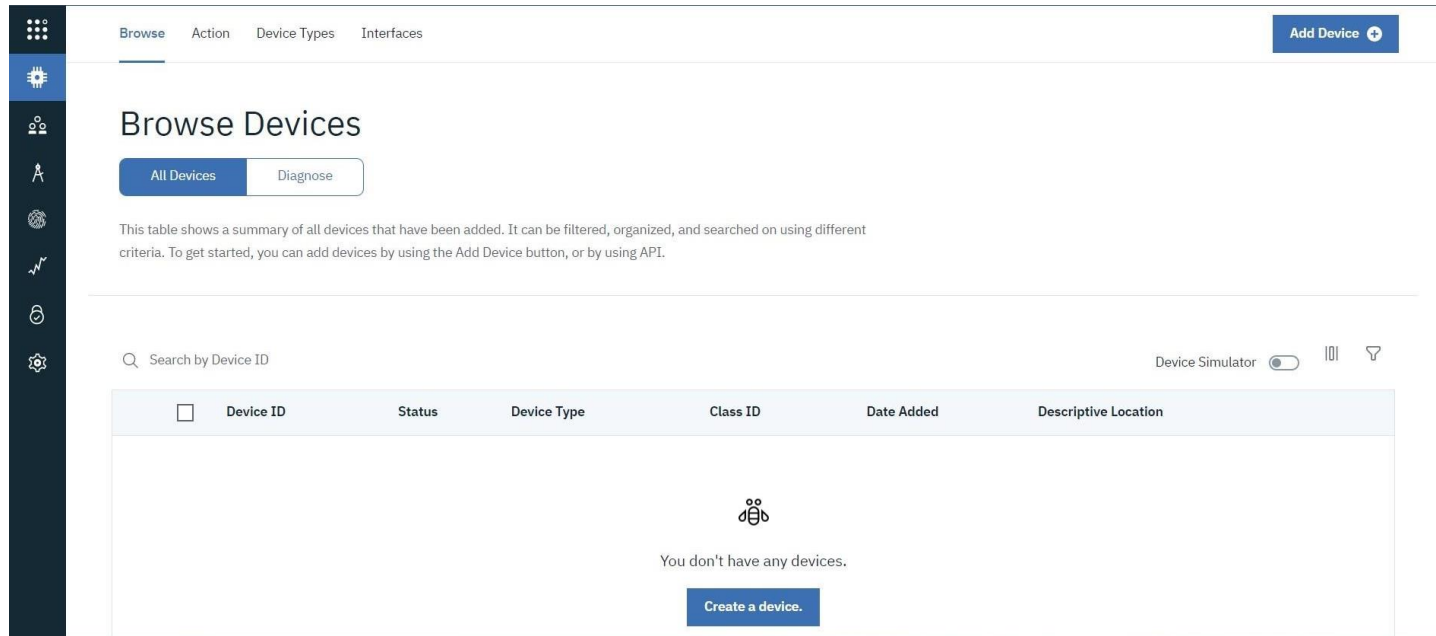 Browse Action Device Types Interfaces Add Device
Browse Devices
All Devices Diagnose
This table shows a summary of all devices that have been added. It can be filtered, organized, and searched on using different
criteria. To get started, you can add devices by using the Add Device button, or by using API.
Search by Device ID Device Simulator
Device ID Status Device Type Class ID Date Added Descriptive Location
You don't have any devices.
Create a device.